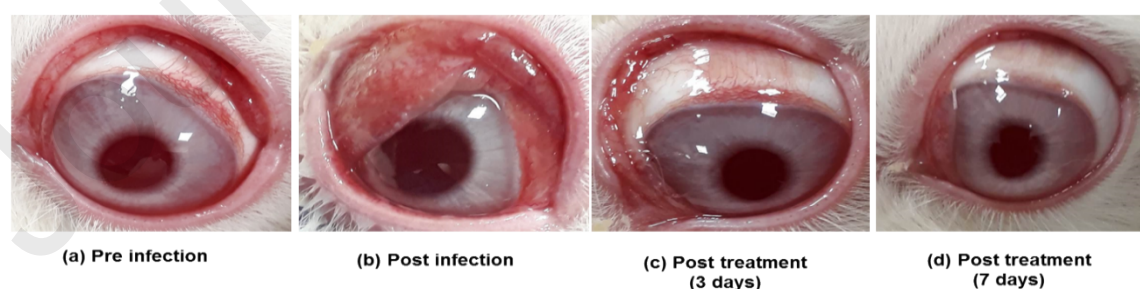 (a) Pre infection
(b) Post infection
(c) Post treatment
(3 days)
(d) Post treatment
(7 days)